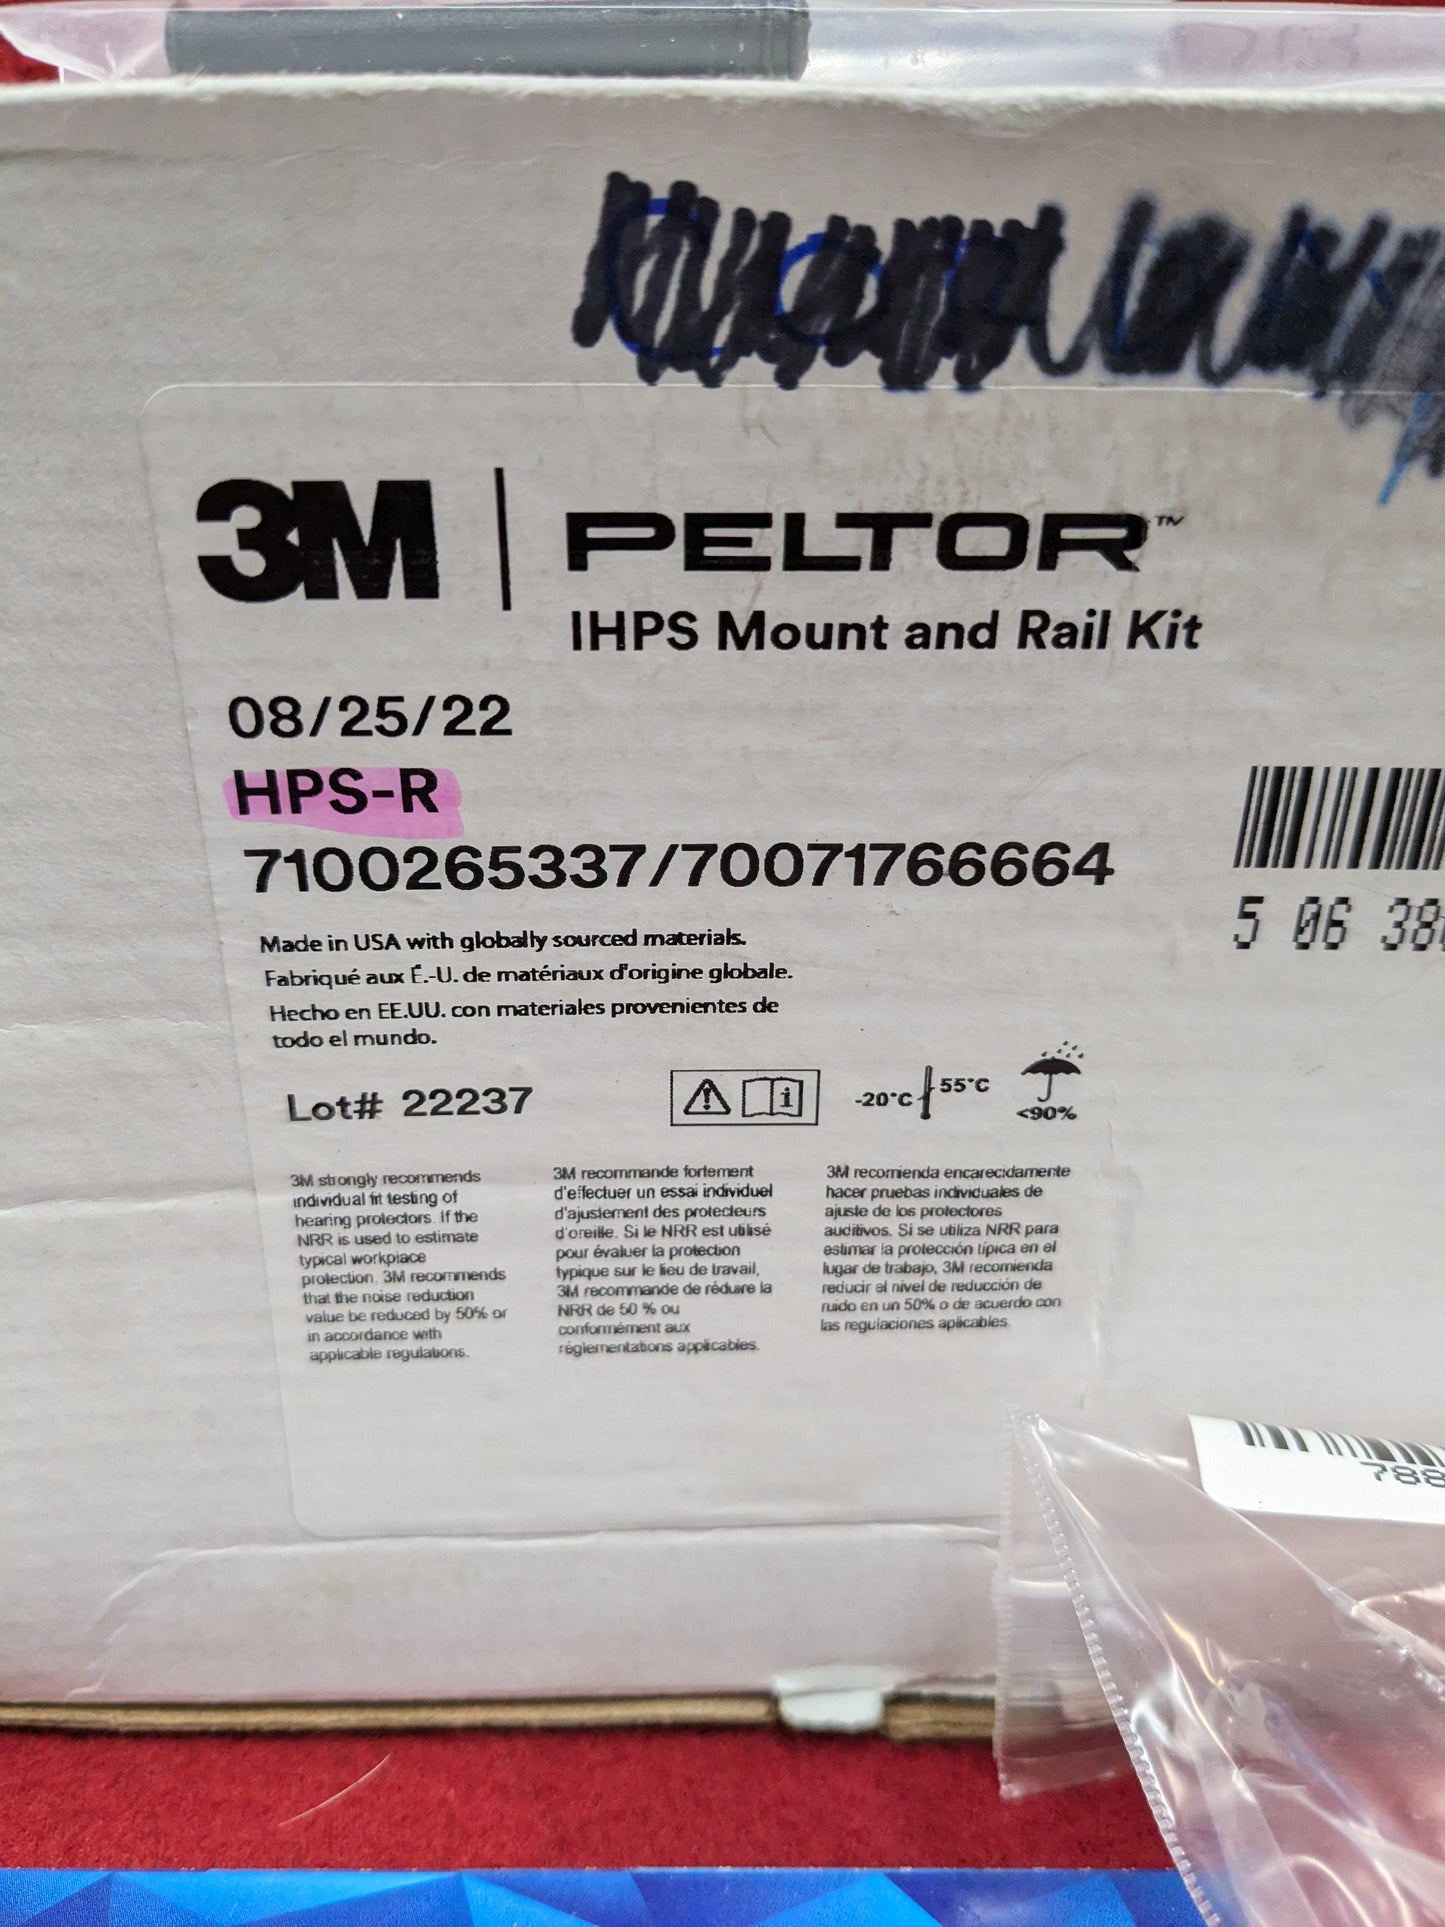 3M | PELTOR™
IHPS Mount and Rail Kit
08/25/22
HPS-R
7100265337/70071766664
5 06 38
Made in USA with globally sourced materials.
Fabriqué aux É.-U. de matériaux d'origine globale.
Hecho en EE.UU. con materiales provenientes de
todo el mundo.
Lot# 22237
-20°C 55°C
<90%
3M strongly recommends
individual fit testing of
hearing protectors. If the
NRR is used to estimate
typical workplace
protection, 3M recommends
that the noise reduction
value be reduced by 50% or
in accordance with
applicable regulations.
3M recommande fortement
d'effectuer un essai individuel
d'ajustement des protecteurs
d'oreille. Si le NRR est utilisé
pour évaluer la protection
typique sur le lieu de travail,
3M recommande de réduire la
NRR de 50 % ou
conformément aux
réglementations applicables.
3M recomienda encarecidamente
hacer pruebas individuales de
ajuste de los protectores
auditivos. Si se utiliza NRR para
estimar la protección típica en el
lugar de trabajo, 3M recomienda
reducir el nivel de reducción de
ruido en un 50% o de acuerdo con
las regulaciones aplicables.
788